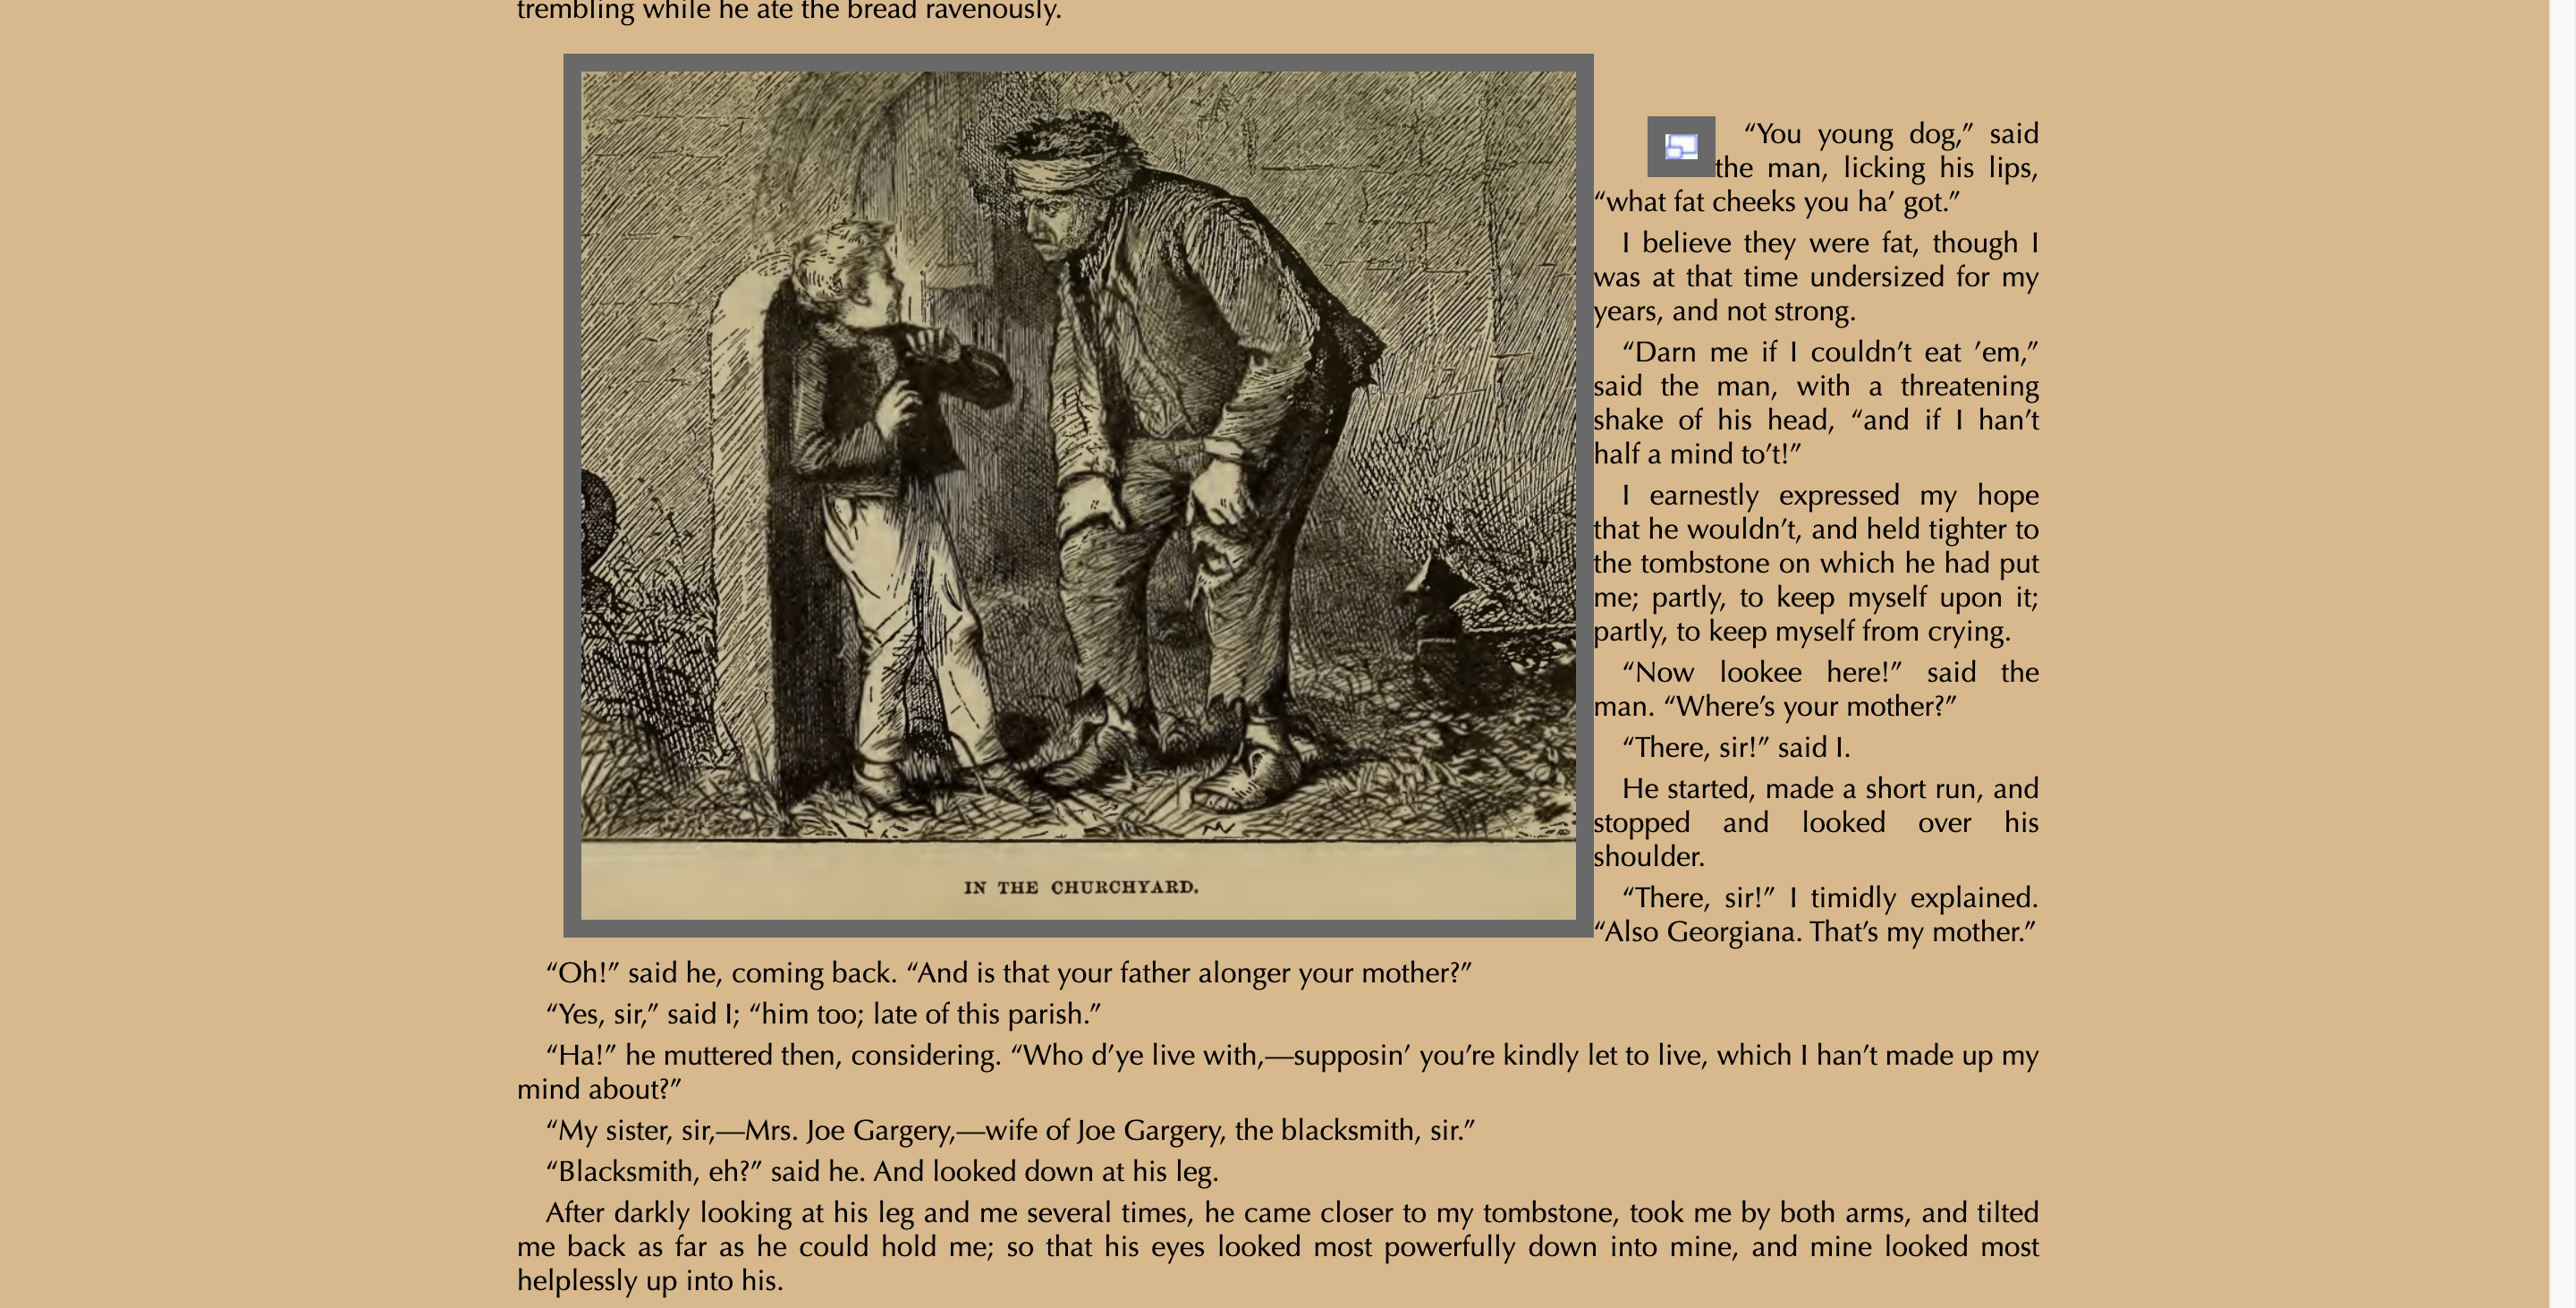 trembling while he ate the bread ravenously.
IN THE CHURCHYARD.
“You young dog,” said
the man, licking his lips,
“what fat cheeks you ha’ got.”
I believe they were fat, though I
was at that time undersized for my
years, and not strong.
“Darn me if I couldn’t eat ’em,”
said the man, with a threatening
shake of his head, “and if I han’t
half a mind to’t!”
I earnestly expressed my hope
that he wouldn’t, and held tighter to
the tombstone on which he had put
me; partly, to keep myself upon it;
partly, to keep myself from crying.
“Now lookee here!” said the
man. “Where’s your mother?”
“There, sir!” said I.
He started, made a short run, and
stopped and looked over his
shoulder.
“There, sir!” I timidly explained.
“Also Georgiana. That’s my mother.”
“Oh!” said he, coming back. “And is that your father alonger your mother?”
“Yes, sir,” said I; “him too; late of this parish.”
“Ha!” he muttered then, considering. “Who d’ye live with,—supposin’ you’re kindly let to live, which I han’t made up my
mind about?”
“My sister, sir,—Mrs. Joe Gargery,—wife of Joe Gargery, the blacksmith, sir.”
“Blacksmith, eh?” said he. And looked down at his leg.
After darkly looking at his leg and me several times, he came closer to my tombstone, took me by both arms, and tilted
me back as far as he could hold me; so that his eyes looked most powerfully down into mine, and mine looked most
helplessly up into his.